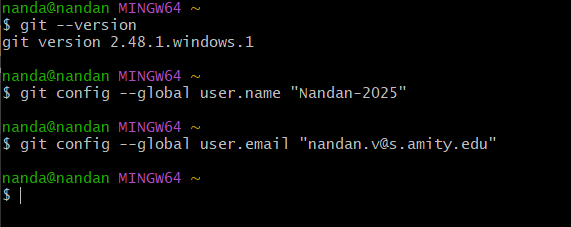 nanda@nandan MINGW64 ~
$ git --version
git version 2.48.1.windows.1
nanda@nandan MINGW64 ~
$ git config --global user.name "Nandan-2025"
nanda@nandan MINGW64 ~
$ git config --global user.email "nandan.v@s.amity.edu"
nanda@nandan MINGW64 ~
$